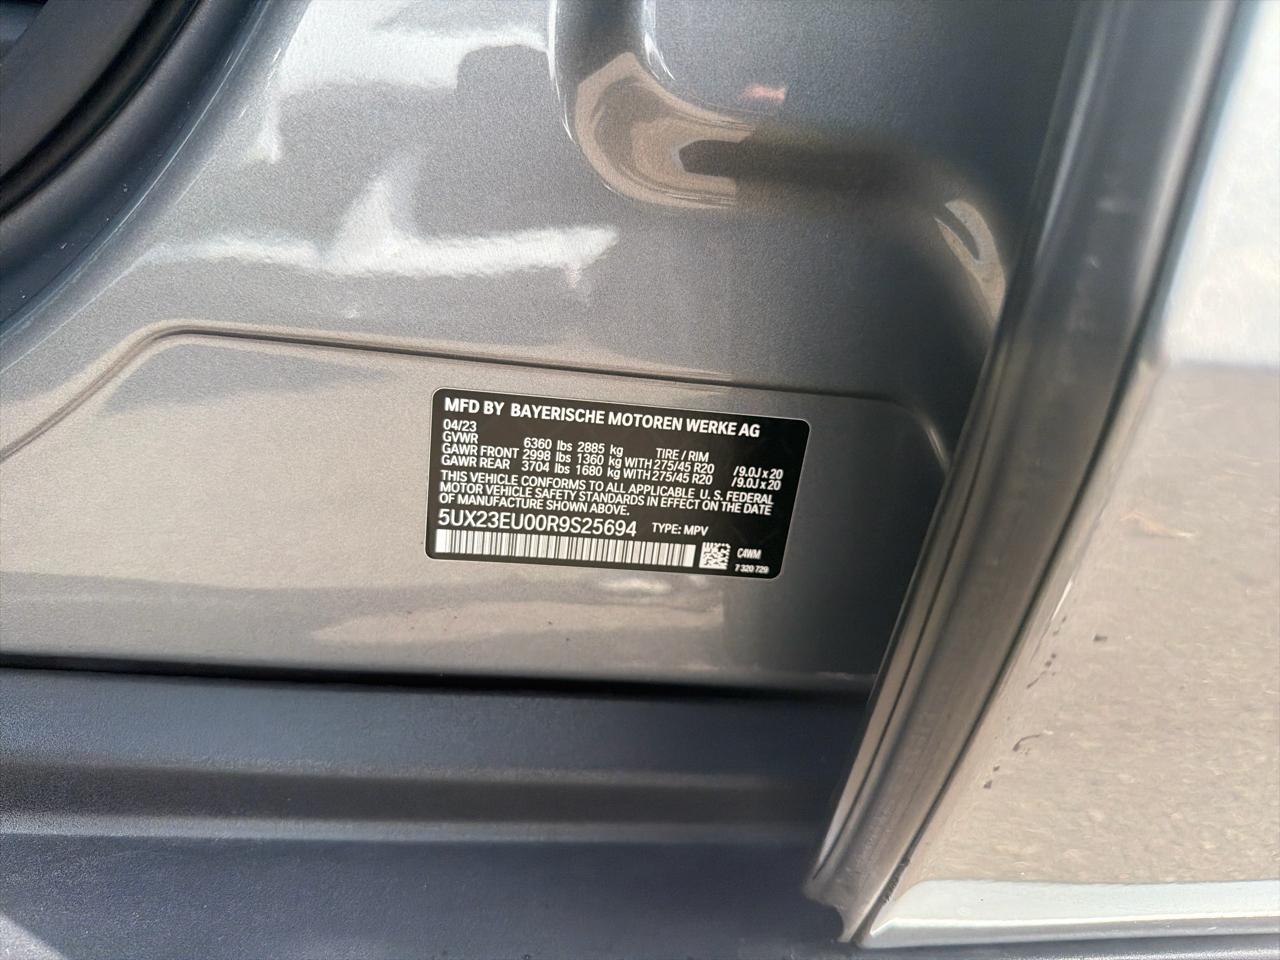 MFD BY BAYERISCHE MOTOREN WERKE AG
04/23
GVWR 6360 lbs 2885 kg TIRE / RIM
GAWR FRONT 2998 lbs 1360 kg WITH 275/45 R20 /9.0J x 20
GAWR REAR 3704 lbs 1680 kg WITH 275/45 R20 /9.0J x 20
THIS VEHICLE CONFORMS TO ALL APPLICABLE U. S. FEDERAL
MOTOR VEHICLE SAFETY STANDARDS IN EFFECT ON THE DATE
OF MANUFACTURE SHOWN ABOVE.
5UX23EU00R9S25694 TYPE: MPV
C4WM
7 320 729